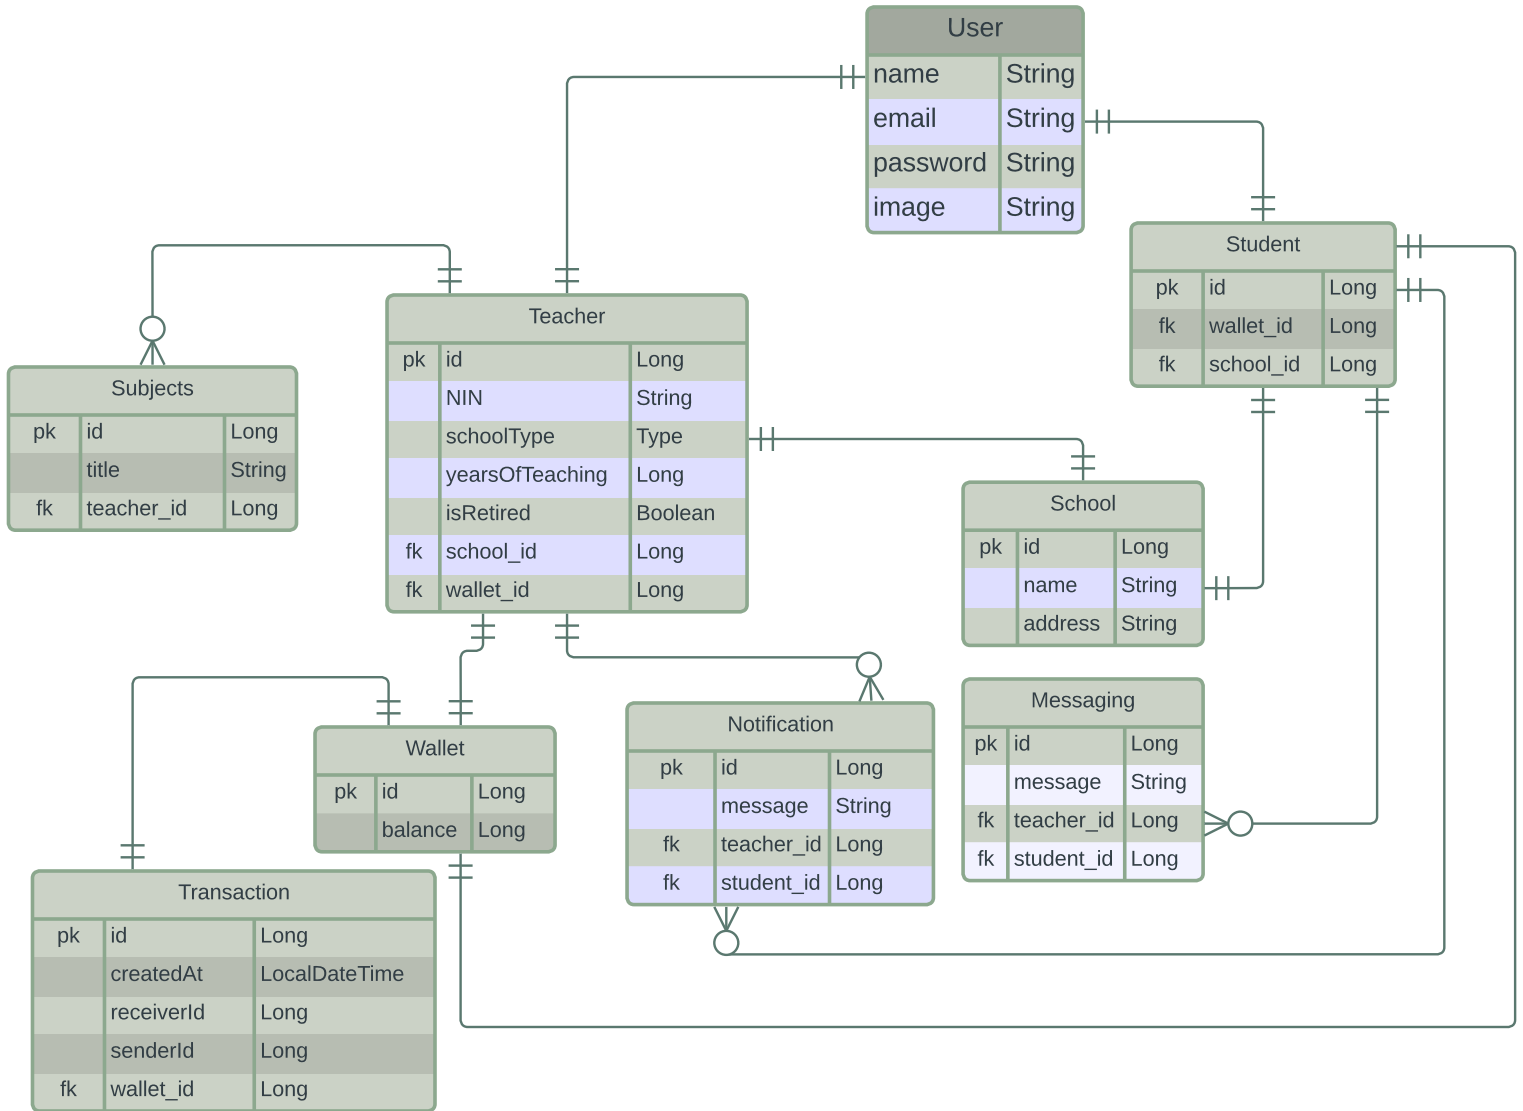 User
name String
email String
password String
image String
Student
pk id Long
fk wallet_id Long
fk school_id Long
Teacher
pk id Long
NIN String
schoolType Type
yearsOfTeaching Long
isRetired Boolean
fk school_id Long
fk wallet_id Long
Subjects
pk id Long
title String
fk teacher_id Long
School
pk id Long
name String
address String
Messaging
pk id Long
message String
fk teacher_id Long
fk student_id Long
Notification
pk id Long
message String
fk teacher_id Long
fk student_id Long
Wallet
pk id Long
balance Long
Transaction
pk id Long
createdAt LocalDateTime
receiverId Long
senderId Long
fk wallet_id Long